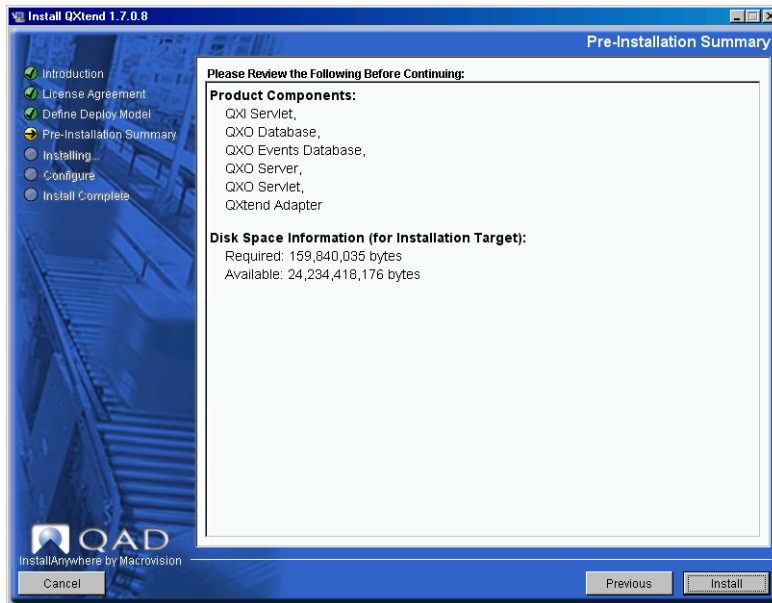 Install QXtend 1.7.0.8
Pre-Installation Summary
Introduction
License Agreement
Define Deploy Model
Pre-Installation Summary
Installing...
Configure
Install Complete
Please Review the Following Before Continuing:
Product Components:
QXI Servlet,
QXO Database,
QXO Events Database,
QXO Server,
QXO Servlet,
QXtend Adapter
Disk Space Information (for Installation Target):
Required: 159,840,035 bytes
Available: 24,234,418,176 bytes
QAD
InstallAnywhere by Macrovision
Cancel
Previous
Install